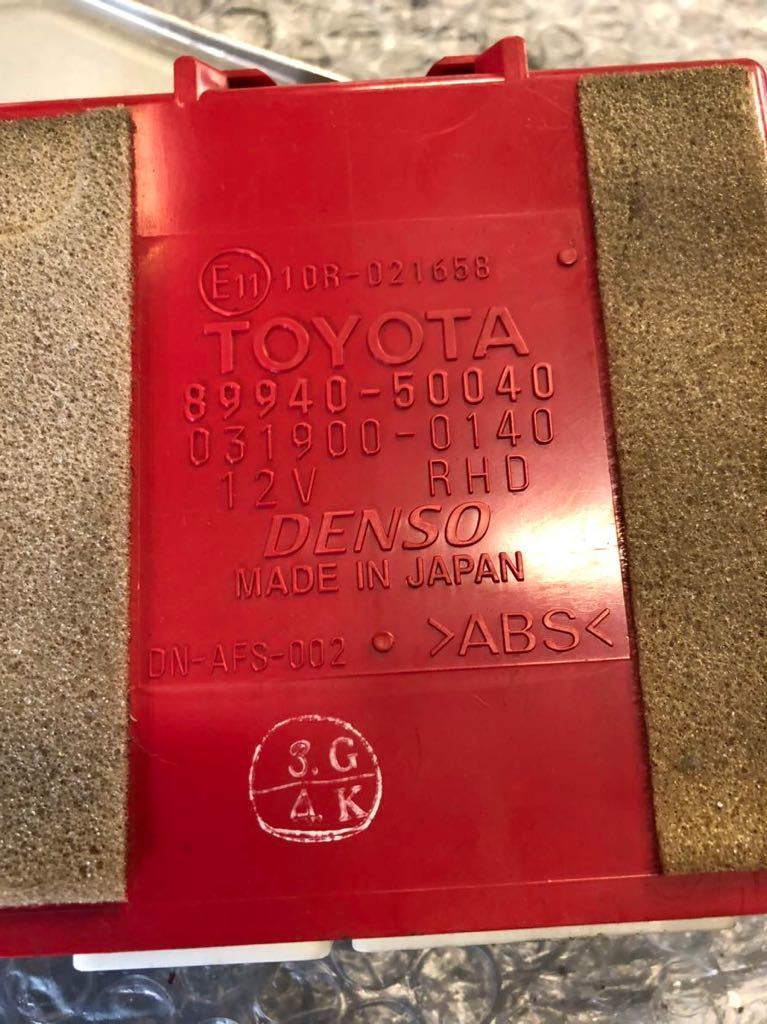 E11 10R-021658
TOYOTA
89940-50040
031900-0140
12V RHD
DENSO
MADE IN JAPAN
DN-AFS-002 >ABS<
3.G
4 K